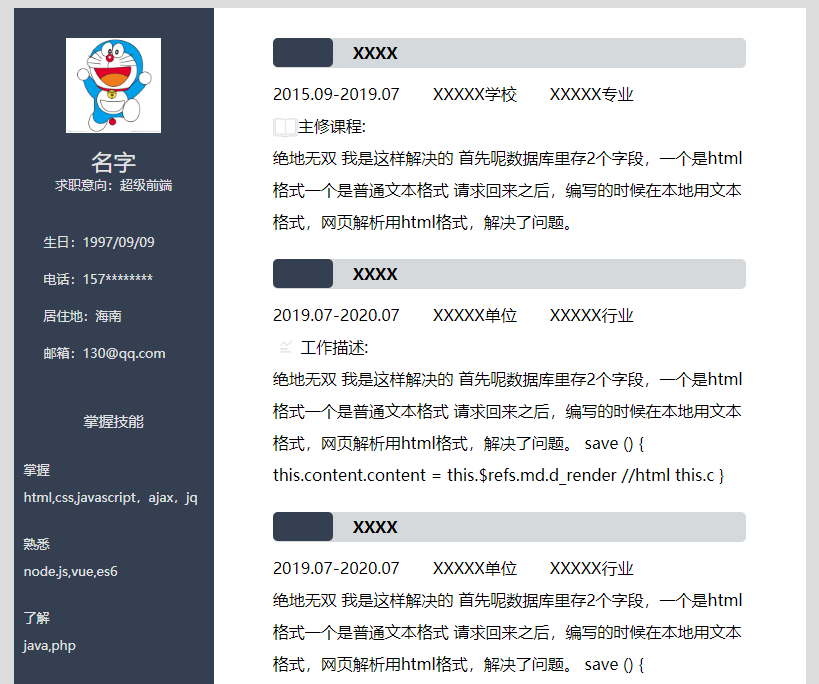 名字
求职意向：超级前端
生日：1997/09/09
电话：157********
居住地：海南
邮箱：130@qq.com
掌握技能
掌握
html,css,javascript，ajax，jq
熟悉
node.js,vue,es6
了解
java,php
XXXX
2015.09-2019.07 XXXXX学校 XXXXX专业
主修课程:
绝地无双 我是这样解决的 首先呢数据库里存2个字段，一个是html
格式一个是普通文本格式 请求回来之后，编写的时候在本地用文本
格式，网页解析用html格式，解决了问题。
XXXX
2019.07-2020.07 XXXXX单位 XXXXX行业
工作描述:
绝地无双 我是这样解决的 首先呢数据库里存2个字段，一个是html
格式一个是普通文本格式 请求回来之后，编写的时候在本地用文本
格式，网页解析用html格式，解决了问题。 save () {
this.content.content = this.$refs.md.d_render //html this.c }
XXXX
2019.07-2020.07 XXXXX单位 XXXXX行业
绝地无双 我是这样解决的 首先呢数据库里存2个字段，一个是html
格式一个是普通文本格式 请求回来之后，编写的时候在本地用文本
格式，网页解析用html格式，解决了问题。 save () {